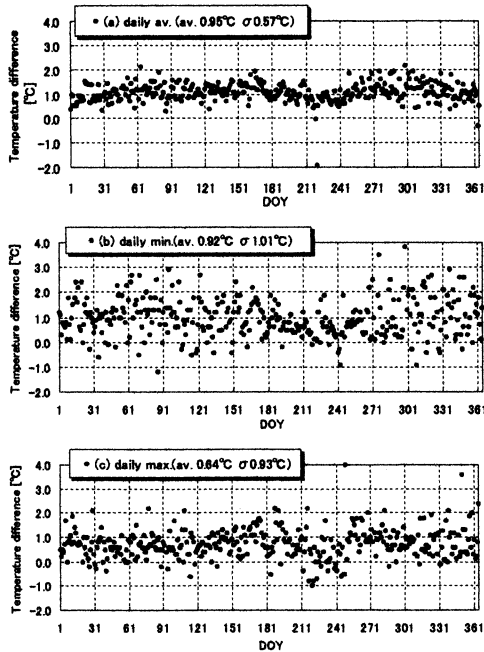 • (a) daily av. (av. 0.95°C σ 0.57°C)
Temperature difference
[°C]
4.0
3.0
2.0
1.0
0.0
-1.0
-2.0
1 31 61 91 121 151 181 211 241 271 301 331 361
DOY
• (b) daily min.(av. 0.92°C σ 1.01°C)
Temperature difference [°C]
4.0
3.0
2.0
1.0
0.0
-1.0
-2.0
1 31 61 91 121 151 181 211 241 271 301 331 361
DOY
• (c) daily max.(av. 0.64°C σ 0.93°C)
Temperature difference [°C]
4.0
3.0
2.0
1.0
0.0
-1.0
-2.0
1 31 61 91 121 151 181 211 241 271 301 331 361
DOY